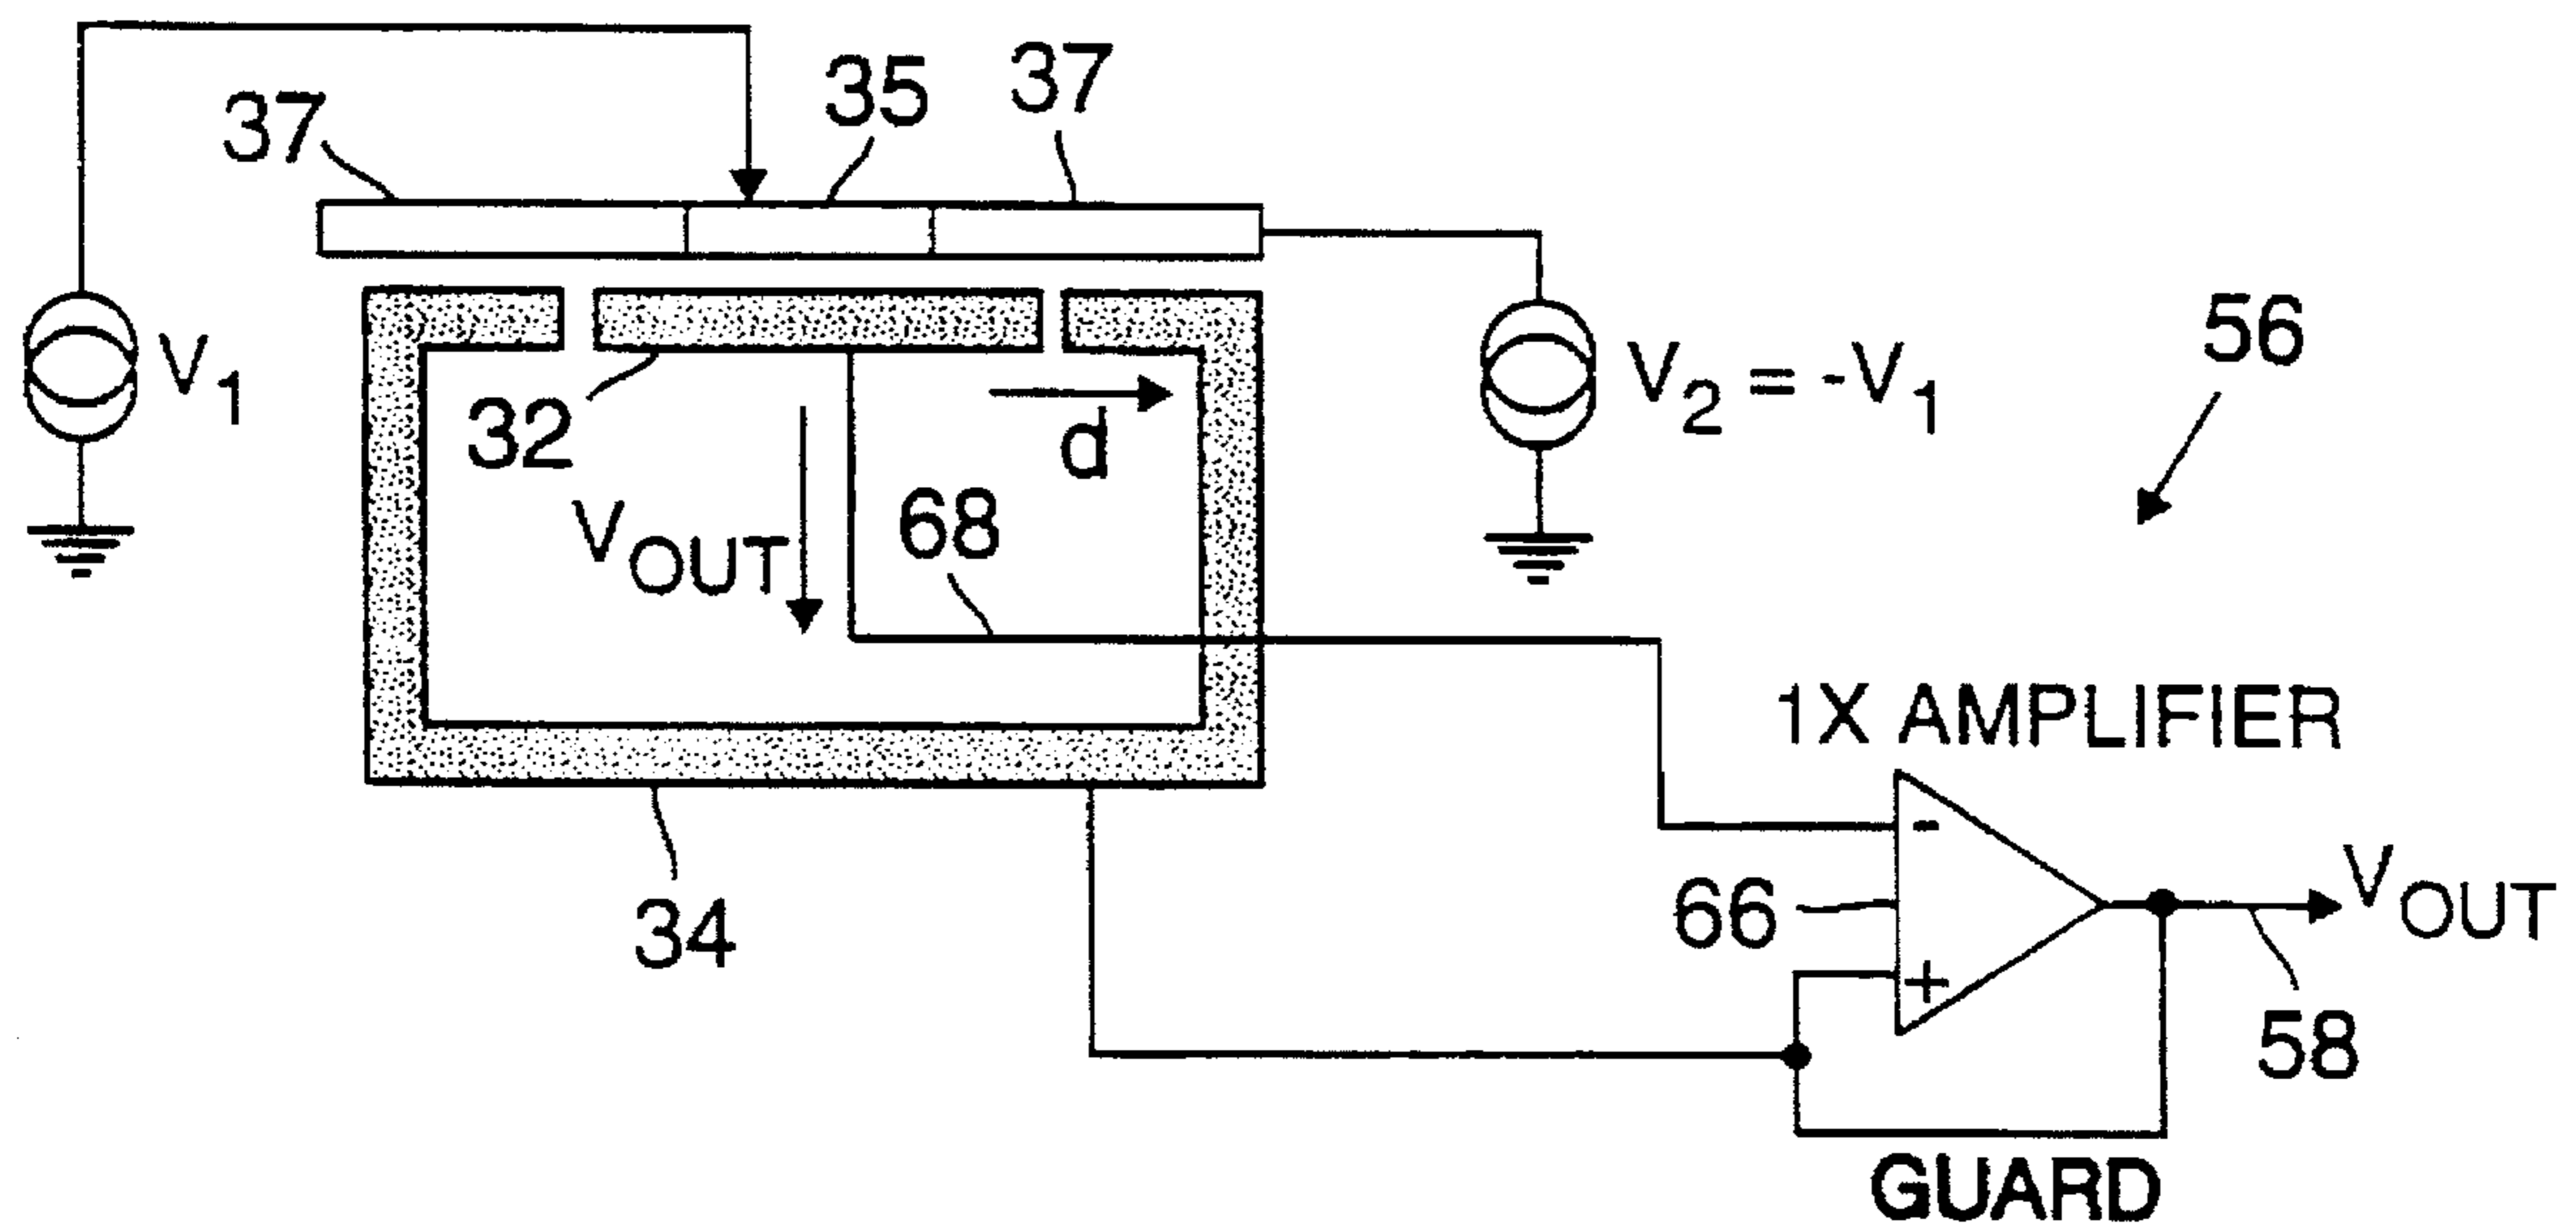 37
35
37
V1
V2 = -V1
56
32
d
VOUT
68
1X AMPLIFIER
-
66
+
VOUT
34
58
GUARD